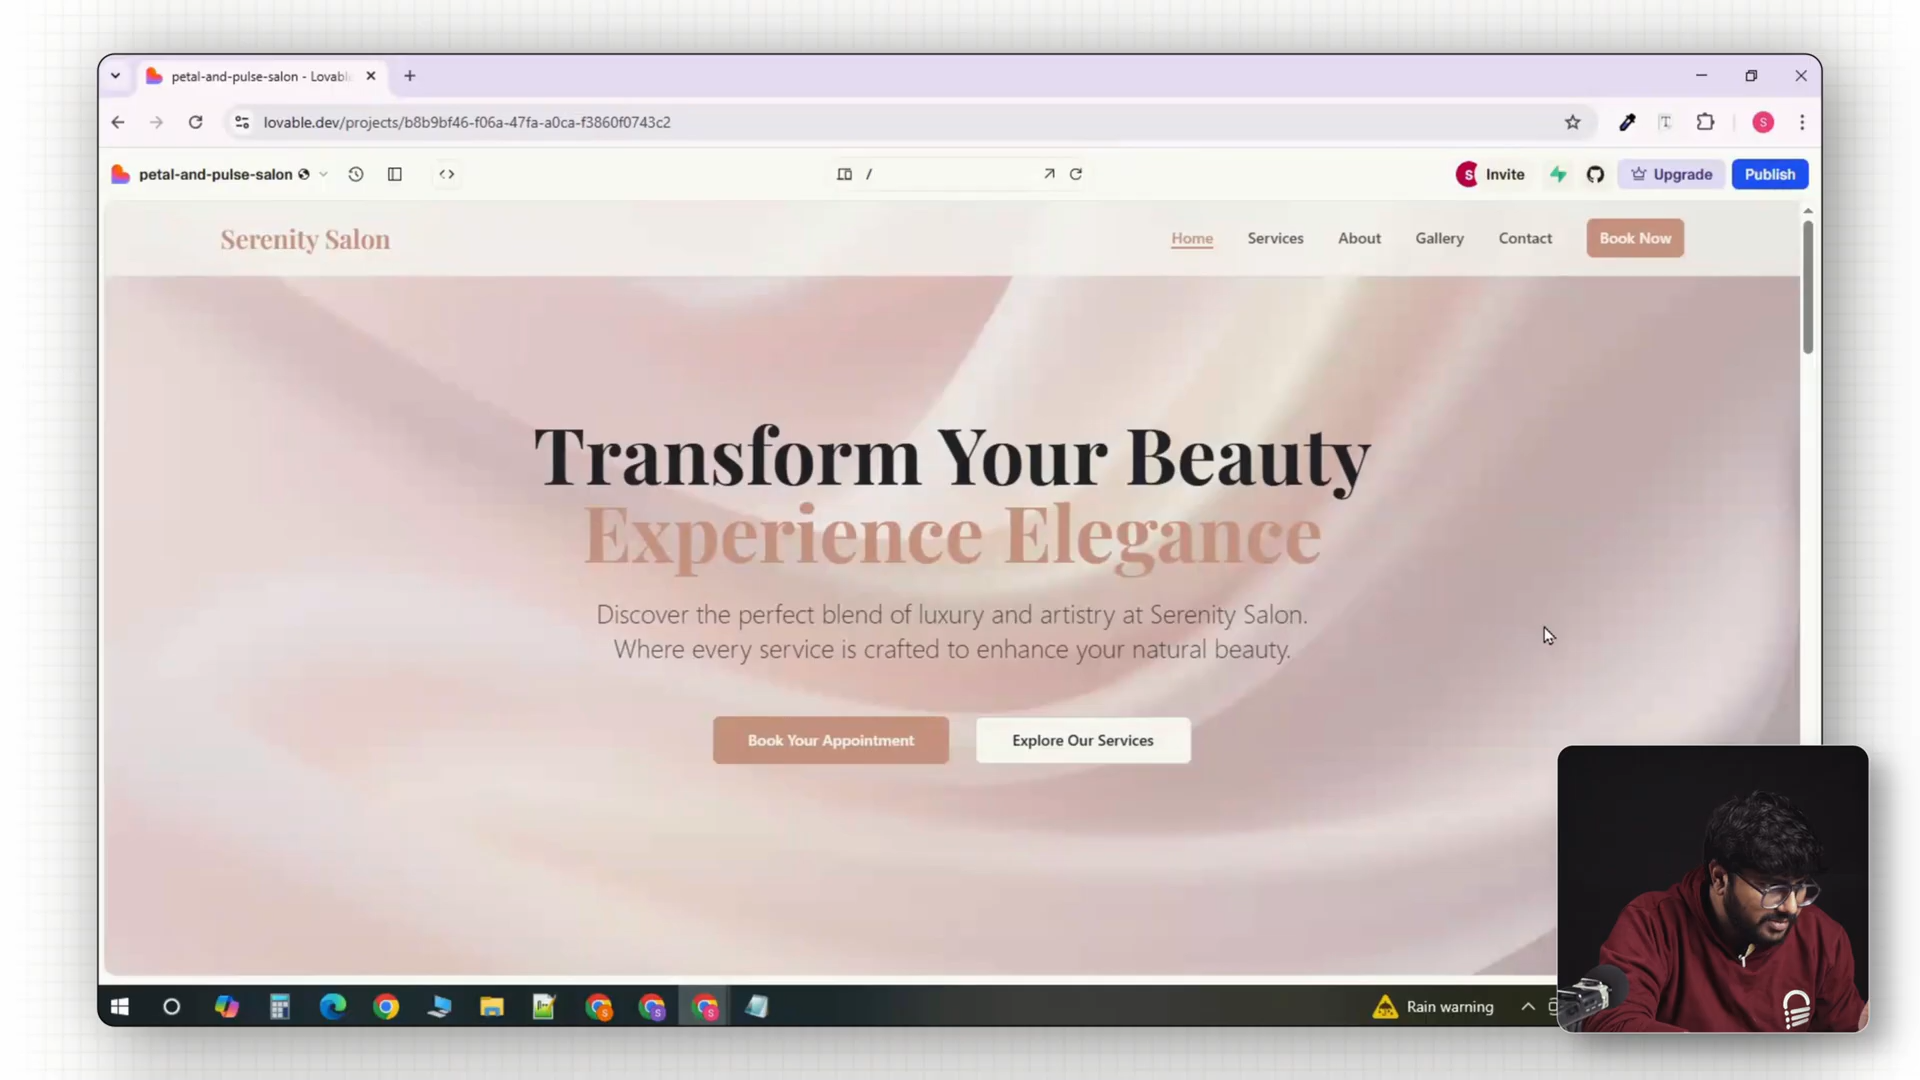 petal-and-pulse-salon - Lovabl
lovable.dev/projects/b8b9bf46-f06a-47fa-a0ca-f3860f0743c2
S
petal-and-pulse-salon
/
S Invite
Upgrade
Publish
Serenity Salon
Home Services About Gallery Contact Book Now
Transform Your Beauty
Experience Elegance
Discover the perfect blend of luxury and artistry at Serenity Salon.
Where every service is crafted to enhance your natural beauty.
Book Your Appointment Explore Our Services
Rain warning